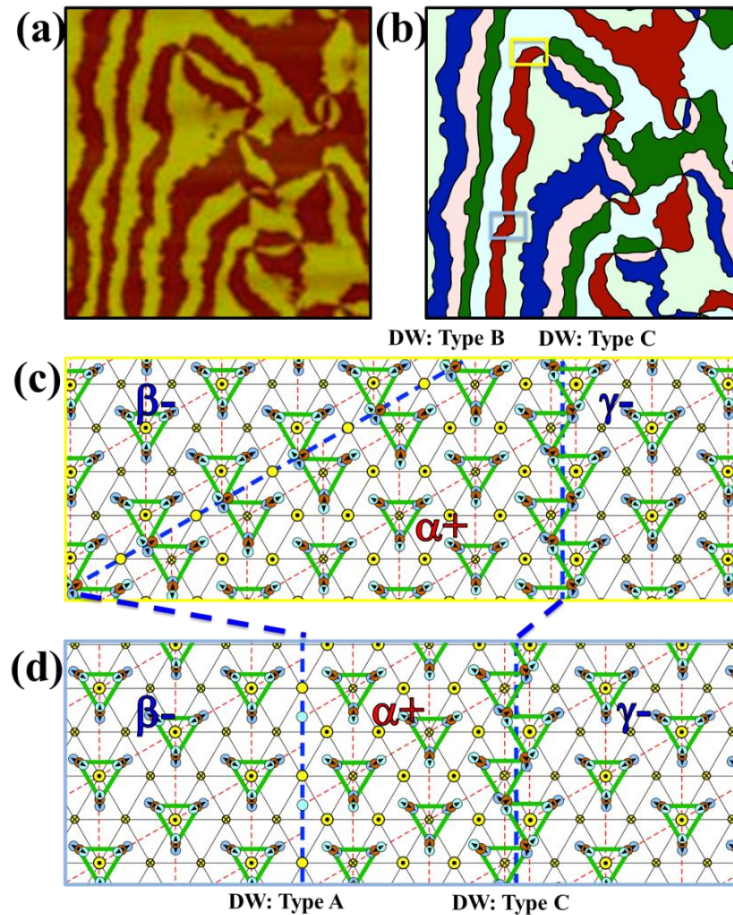 (a) (b)
DW: Type B DW: Type C
(c) β- γ-
α+
(d) β- α+ γ-
DW: Type A DW: Type C